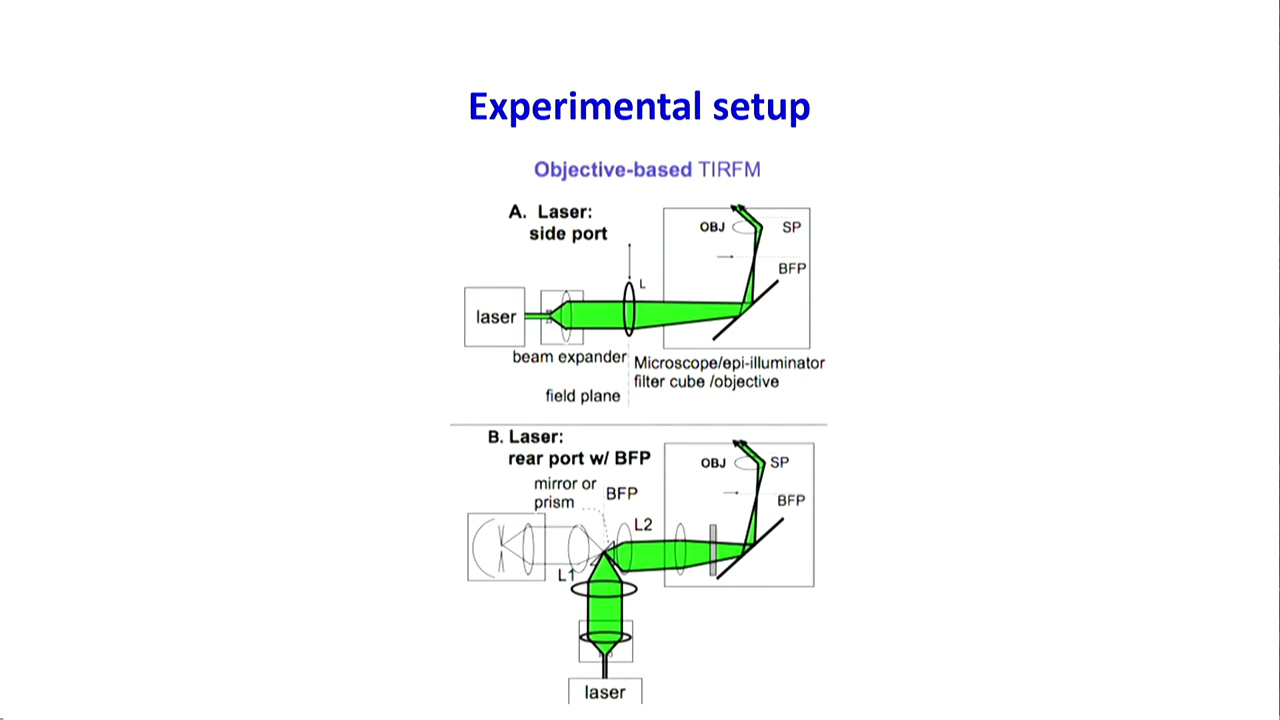 Experimental setup
Objective-based TIRFM
A. Laser:
side port
OBJ
SP
BFP
L
laser
beam expander
Microscope/epi-illuminator
filter cube /objective
field plane
B. Laser:
rear port w/ BFP
mirror or
prism
BFP
OBJ
SP
BFP
L2
L1
laser